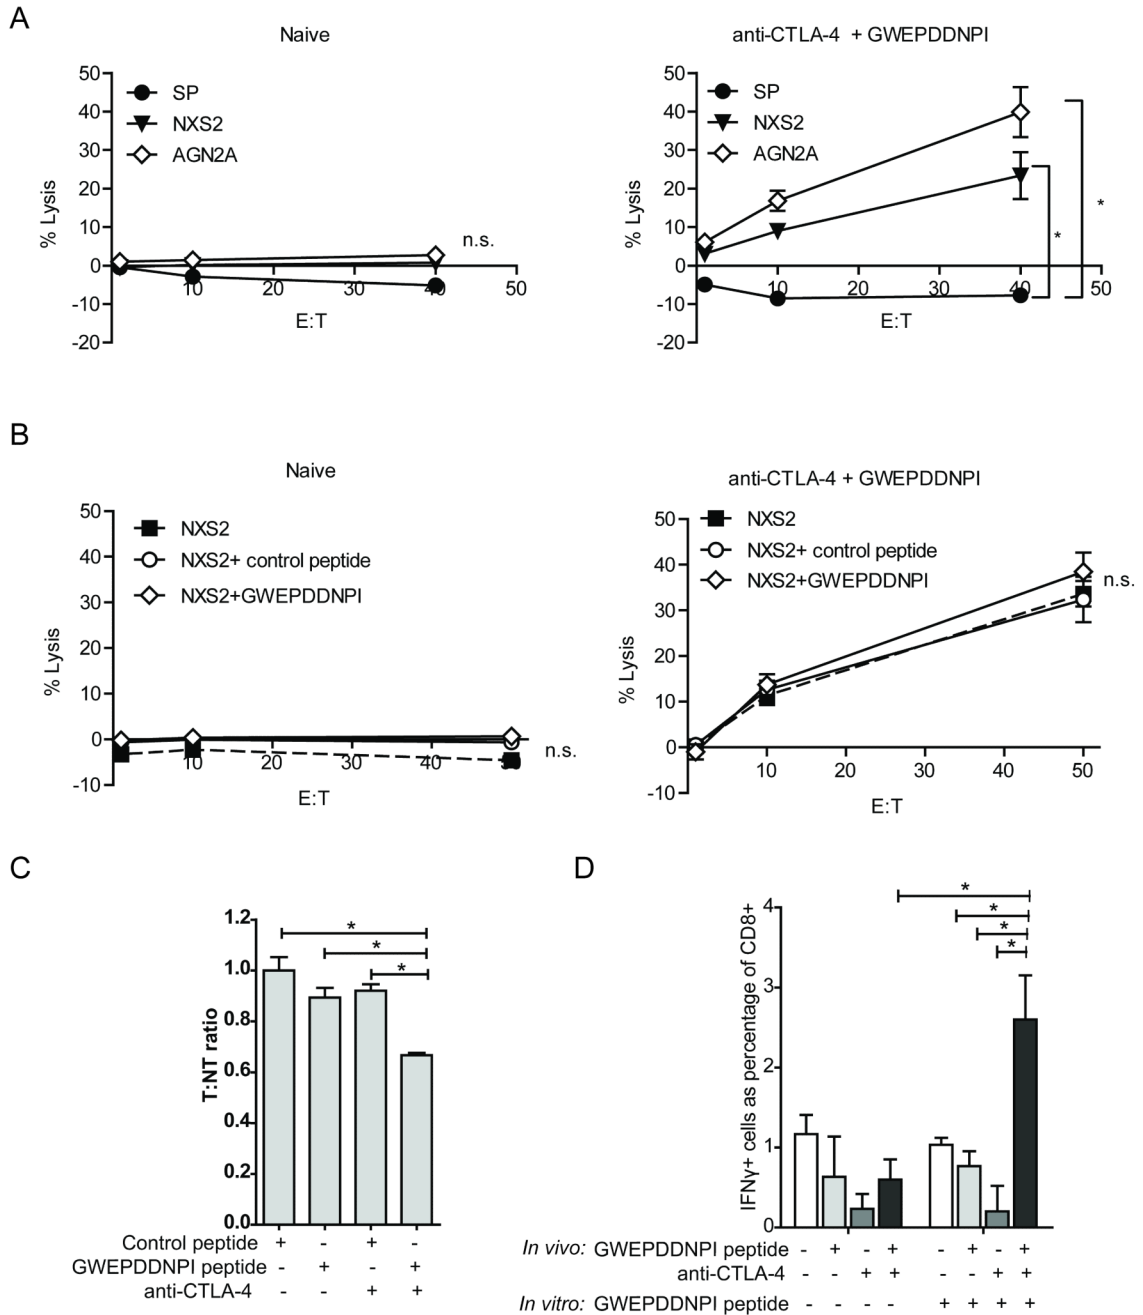 A
Naive
50
40
30
20
10
0
-10
-20
% Lysis
SP
NXS2
AGN2A
n.s.
10 20 30 40 50
E:T
anti-CTLA-4 + GWEPDDNPI
50
40
30
20
10
0
-10
-20
% Lysis
SP
NXS2
AGN2A
*
*
10 20 30 40 50
E:T
B
Naive
50
40
30
20
10
0
-10
% Lysis
NXS2
NXS2+ control peptide
NXS2+GWEPDDNPI
n.s.
10 20 30 40
E:T
anti-CTLA-4 + GWEPDDNPI
50
40
30
20
10
0
-10
% Lysis
NXS2
NXS2+ control peptide
NXS2+GWEPDDNPI
n.s.
10 20 30 40 50
E:T
C
1.2
1.0
0.8
0.6
0.4
0.2
0.0
T:NT ratio
*
*
*
Control peptide + - + -
GWEPDDNPI peptide - + - +
anti-CTLA-4 - - + +
D
4
3
2
1
0
IFNγ+ cells as percentage of CD8+
*
*
*
*
In vivo: GWEPDDNPI peptide - + - + - + - +
anti-CTLA-4 - - + + - - + +
In vitro: GWEPDDNPI peptide - - - - + + + +